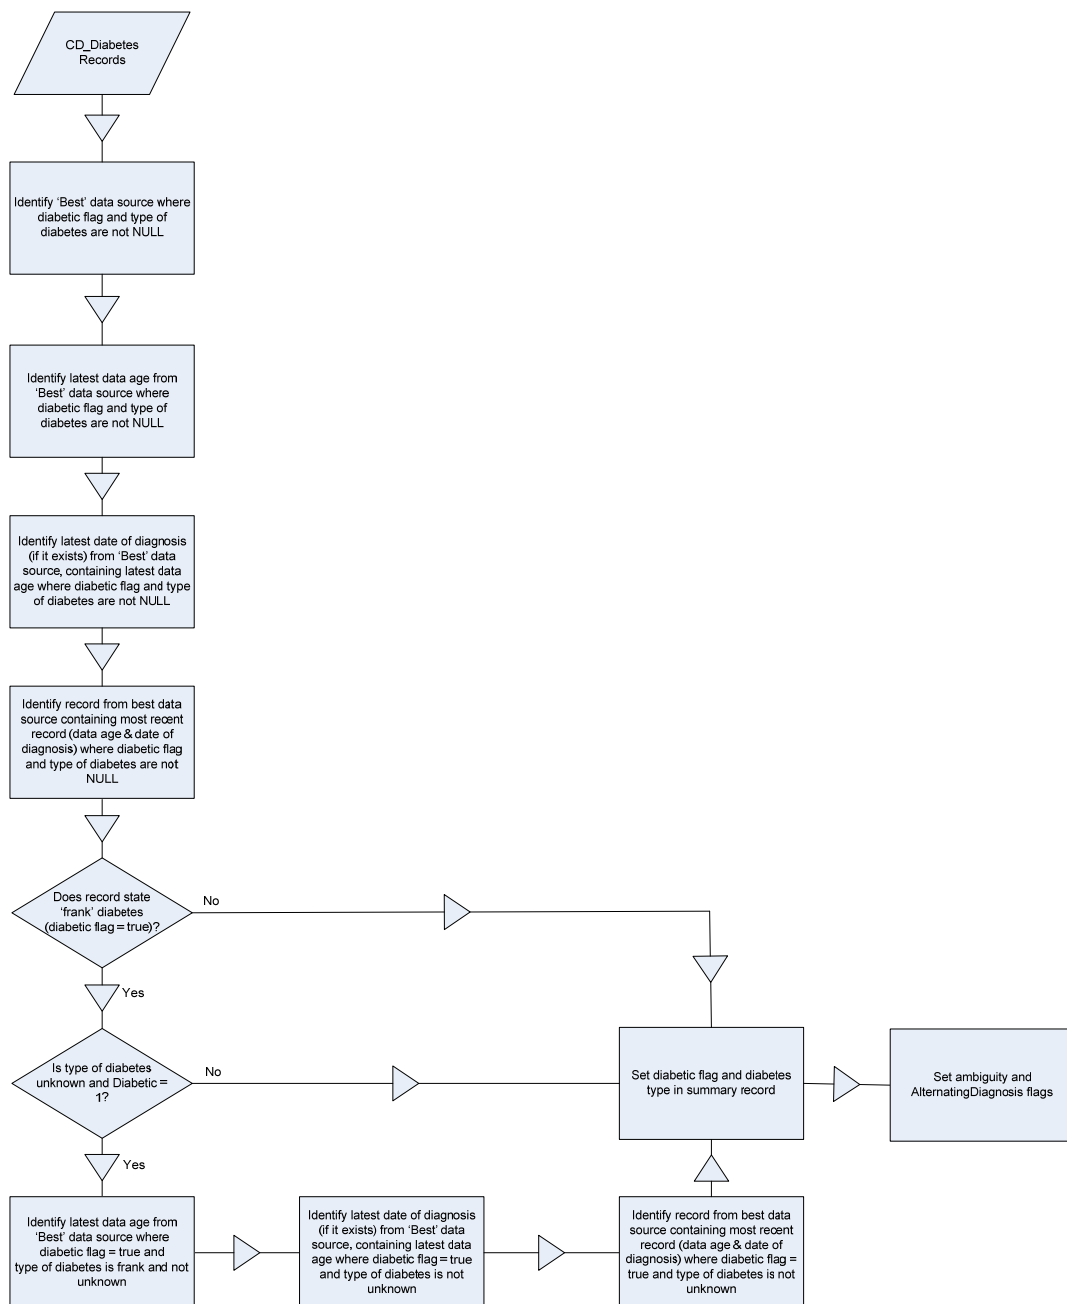 CD_Diabetes
Records
Identify ‘Best’ data source where
diabetic flag and type of
diabetes are not NULL
Identify latest data age from
‘Best’ data source where
diabetic flag and type of
diabetes are not NULL
Identify latest date of diagnosis
(if it exists) from ‘Best’ data
source, containing latest data
age where diabetic flag and type
of diabetes are not NULL
Identify record from best data
source containing most recent
record (data age & date of
diagnosis) where diabetic flag
and type of diabetes are not
NULL
Does record state
‘frank’ diabetes
(diabetic flag = true)?
No
Yes
Is type of diabetes
unknown and Diabetic =
1?
No
Yes
Set diabetic flag and diabetes
type in summary record
Set ambiguity and
AlternatingDiagnosis flags
Identify latest data age from
‘Best’ data source where
diabetic flag = true and
type of diabetes is frank and not
unknown
Identify latest date of diagnosis
(if it exists) from ‘Best’ data
source, containing latest data
age where diabetic flag = true
and type of diabetes is not
unknown
Identify record from best data
source containing most recent
record (data age & date of
diagnosis) where diabetic flag =
true and type of diabetes is not
unknown